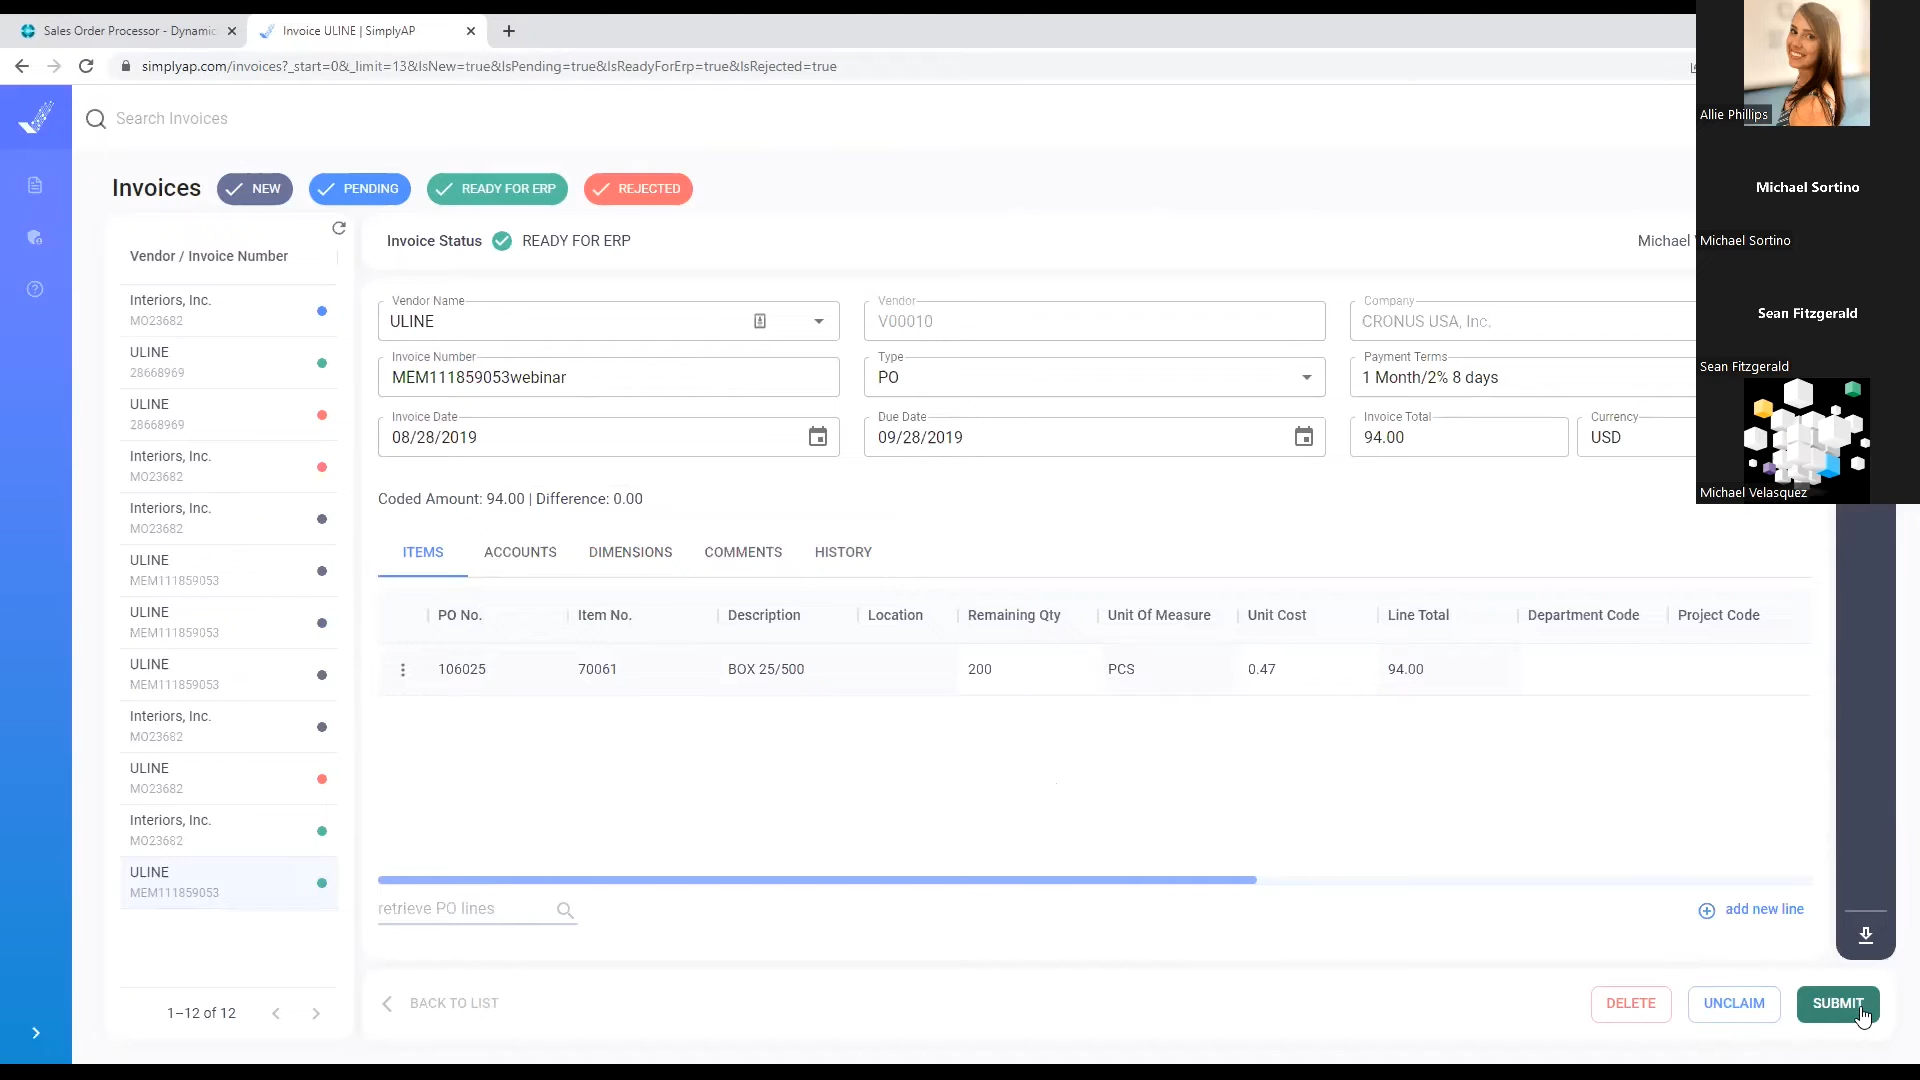 Sales Order Processor - Dynamic
Invoice ULINE | SimplyAP
simplyap.com/invoices?_start=0&_limit=13&IsNew=true&IsPending=true&IsReadyForErp=true&IsRejected=true
Search Invoices
Invoices
NEW
PENDING
READY FOR ERP
REJECTED
Vendor / Invoice Number
Interiors, Inc.
MO23682
ULINE
28668969
ULINE
28668969
Interiors, Inc.
MO23682
Interiors, Inc.
MO23682
ULINE
MEM111859053
ULINE
MEM111859053
ULINE
MEM111859053
Interiors, Inc.
MO23682
ULINE
MO23682
Interiors, Inc.
MO23682
ULINE
MEM111859053
1–12 of 12
Invoice Status READY FOR ERP
Michael
Vendor Name
ULINE
Vendor
V00010
Company
CRONUS USA, Inc.
Invoice Number
MEM111859053webinar
Type
PO
Payment Terms
1 Month/2% 8 days
Invoice Date
08/28/2019
Due Date
09/28/2019
Invoice Total
94.00
Currency
USD
Coded Amount: 94.00 | Difference: 0.00
ITEMS ACCOUNTS DIMENSIONS COMMENTS HISTORY
PO No. Item No. Description Location Remaining Qty Unit Of Measure Unit Cost Line Total Department Code Project Code
106025 70061 BOX 25/500 200 PCS 0.47 94.00
retrieve PO lines
add new line
BACK TO LIST
DELETE
UNCLAIM
SUBMIT
Allie Phillips
Michael Sortino
Michael Sortino
Sean Fitzgerald
Sean Fitzgerald
Michael Velasquez